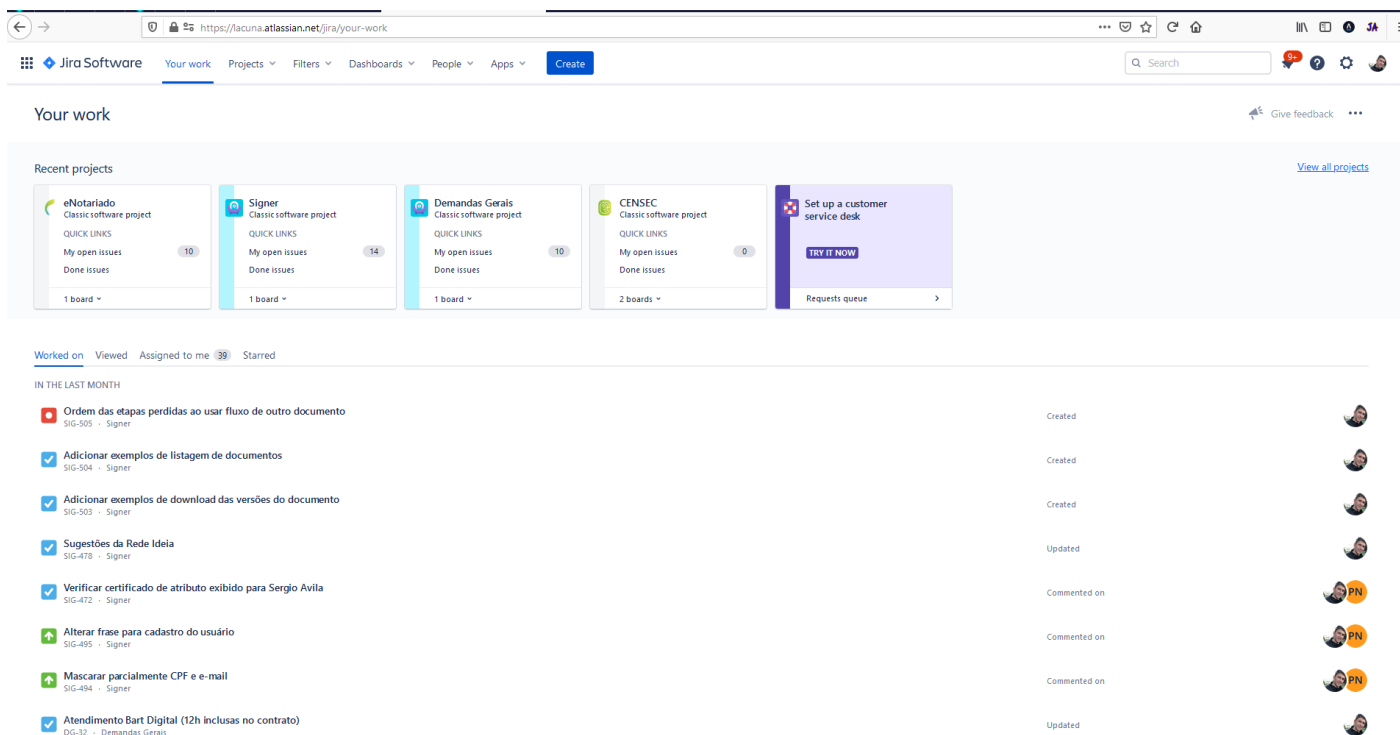 https://lacuna.atlassian.net/jira/your-work
JA
Jira Software Your work Projects Filters Dashboards People Apps Create Search 9+
Your work Give feedback
Recent projects View all projects
eNotariado
Classic software project
QUICK LINKS
My open issues 10
Done issues
1 board
Signer
Classic software project
QUICK LINKS
My open issues 14
Done issues
1 board
Demandas Gerais
Classic software project
QUICK LINKS
My open issues 10
Done issues
1 board
CENSEC
Classic software project
QUICK LINKS
My open issues 0
Done issues
2 boards
Set up a customer
service desk
TRY IT NOW
Requests queue
Worked on Viewed Assigned to me 39 Starred
IN THE LAST MONTH
Ordem das etapas perdidas ao usar fluxo de outro documento
SIG-505 · Signer
Created
Adicionar exemplos de listagem de documentos
SIG-504 · Signer
Created
Adicionar exemplos de download das versões do documento
SIG-503 · Signer
Created
Sugestões da Rede Ideia
SIG-478 · Signer
Updated
Verificar certificado de atributo exibido para Sergio Avila
SIG-472 · Signer
Commented on PN
Alterar frase para cadastro do usuário
SIG-495 · Signer
Commented on PN
Mascarar parcialmente CPF e e-mail
SIG-494 · Signer
Commented on PN
Atendimento Bart Digital (12h inclusas no contrato)
DG-32 · Demandas Gerais
Updated